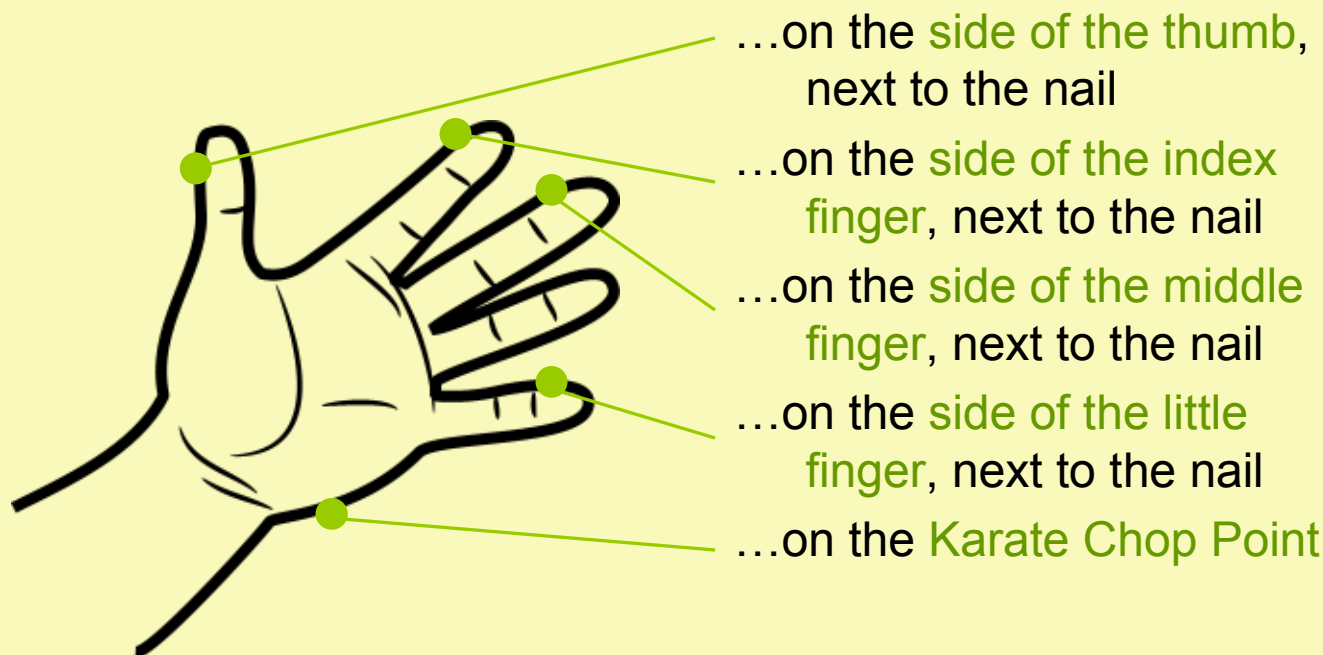 …on the side of the thumb,
next to the nail
…on the side of the index
finger, next to the nail
…on the side of the middle
finger, next to the nail
…on the side of the little
finger, next to the nail
…on the Karate Chop Point